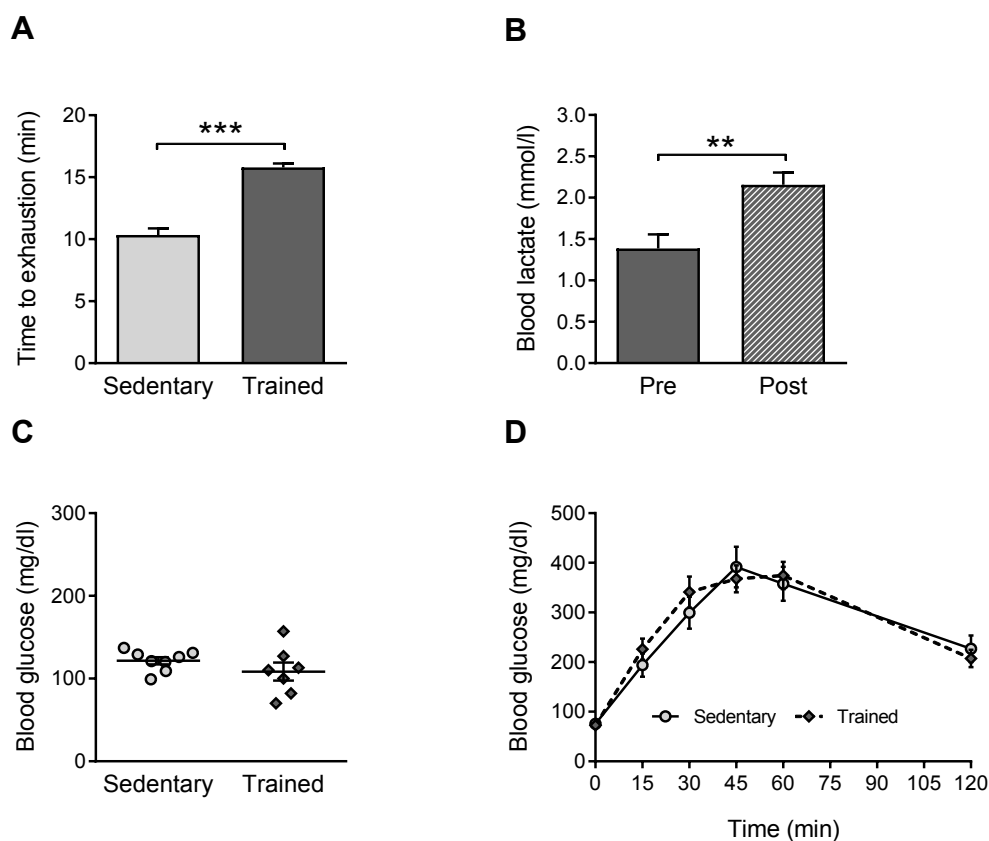 A
Time to exhaustion (min)
20
15
10
5
0
***
Sedentary
Trained
B
Blood lactate (mmol/l)
3.0
2.5
2.0
1.5
1.0
0.5
0.0
**
Pre
Post
C
Blood glucose (mg/dl)
300
200
100
0
Sedentary
Trained
D
Blood glucose (mg/dl)
500
400
300
200
100
0
Sedentary
Trained
0 15 30 45 60 75 90 105 120
Time (min)